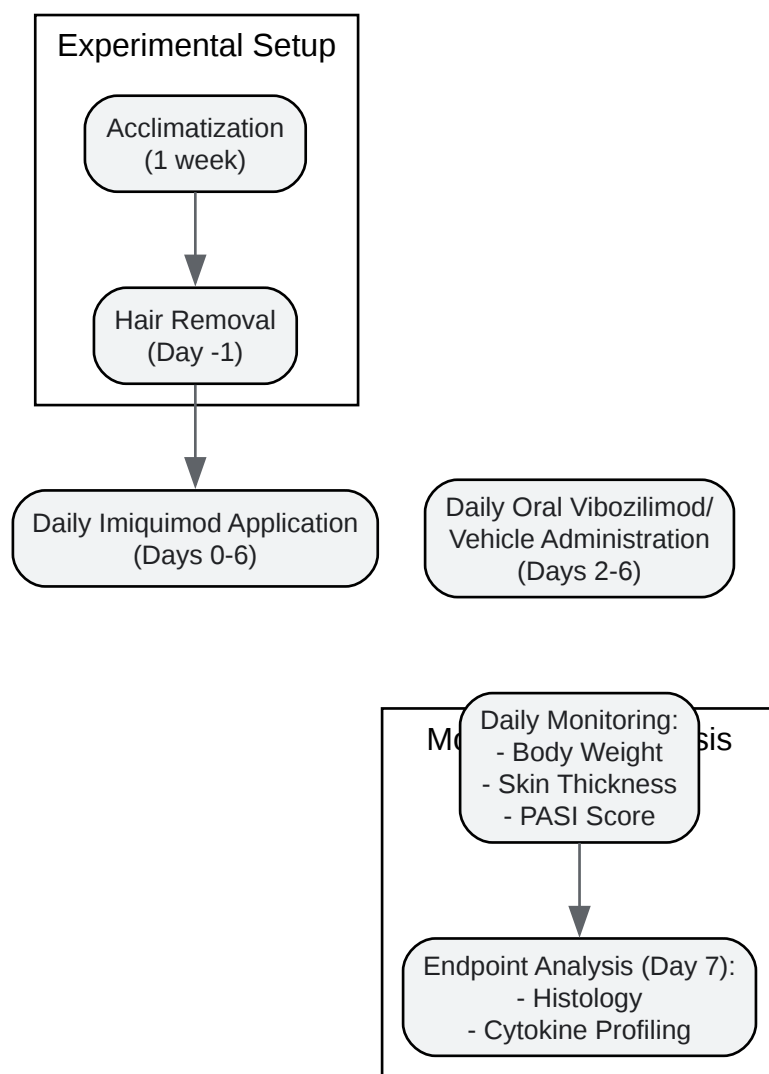 Experimental Setup
Acclimatization
(1 week)
Hair Removal
(Day -1)
Daily Imiquimod Application
(Days 0-6)
Daily Oral Vibozilimod/
Vehicle Administration
(Days 2-6)
Daily Monitoring:
- Body Weight
- Skin Thickness
- PASI Score
Endpoint Analysis (Day 7):
- Histology
- Cytokine Profiling